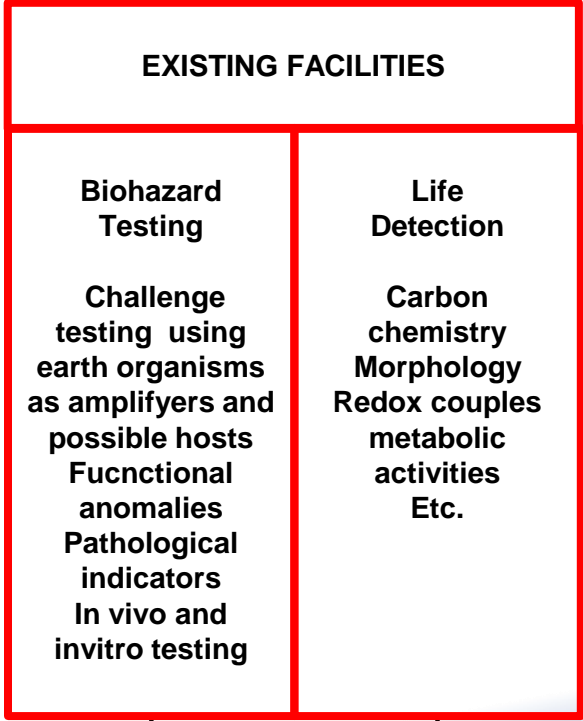 EXISTING FACILITIES
Biohazard
Testing
Challenge
testing using
earth organisms
as amplifyers and
possible hosts
Fucnctional
anomalies
Pathological
indicators
In vivo and
invitro testing
Life
Detection
Carbon
chemistry
Morphology
Redox couples
metabolic
activities
Etc.